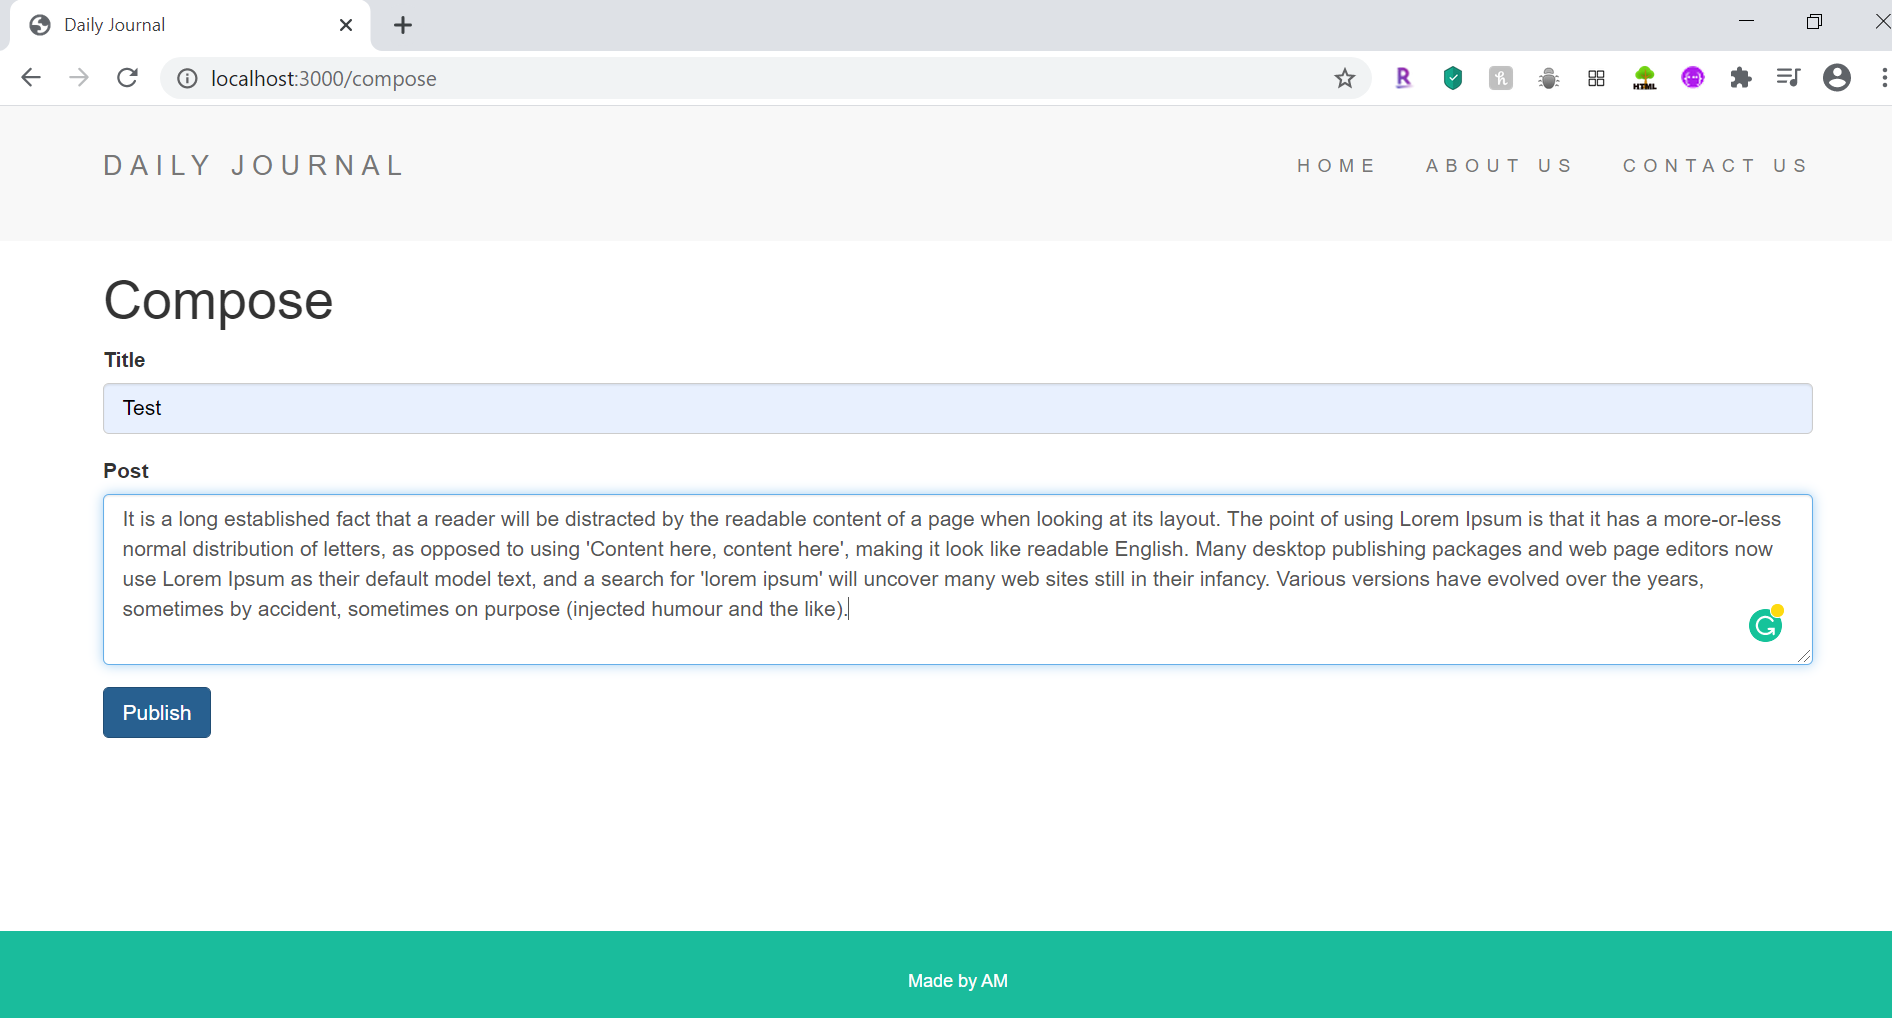 Daily Journal
localhost:3000/compose
R
h
HTML
DAILY JOURNAL
HOME ABOUT US CONTACT US
Compose
Title
Test
Post
It is a long established fact that a reader will be distracted by the readable content of a page when looking at its layout. The point of using Lorem Ipsum is that it has a more-or-less
normal distribution of letters, as opposed to using 'Content here, content here', making it look like readable English. Many desktop publishing packages and web page editors now
use Lorem Ipsum as their default model text, and a search for 'lorem ipsum' will uncover many web sites still in their infancy. Various versions have evolved over the years,
sometimes by accident, sometimes on purpose (injected humour and the like).
Publish
Made by AM